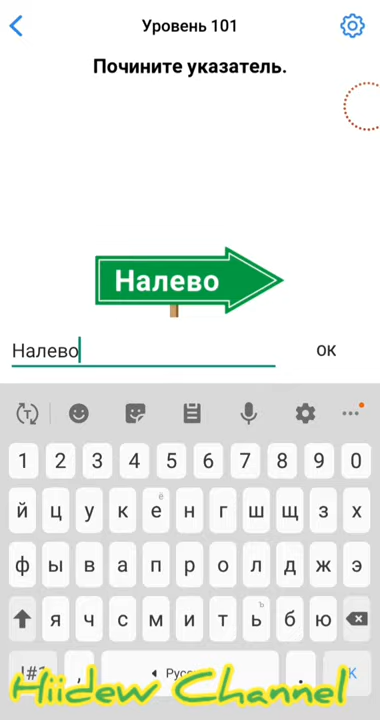 Уровень 101
Почините указатель.
Налево
Налево
ОК
1 2 3 4 5 6 7 8 9 0
й ц у к е ё н г ш щ з х
ф ы в а п р о л д ж э
я ч с м и т ь ъ б ю
!#1 , .
Hiidew Channel